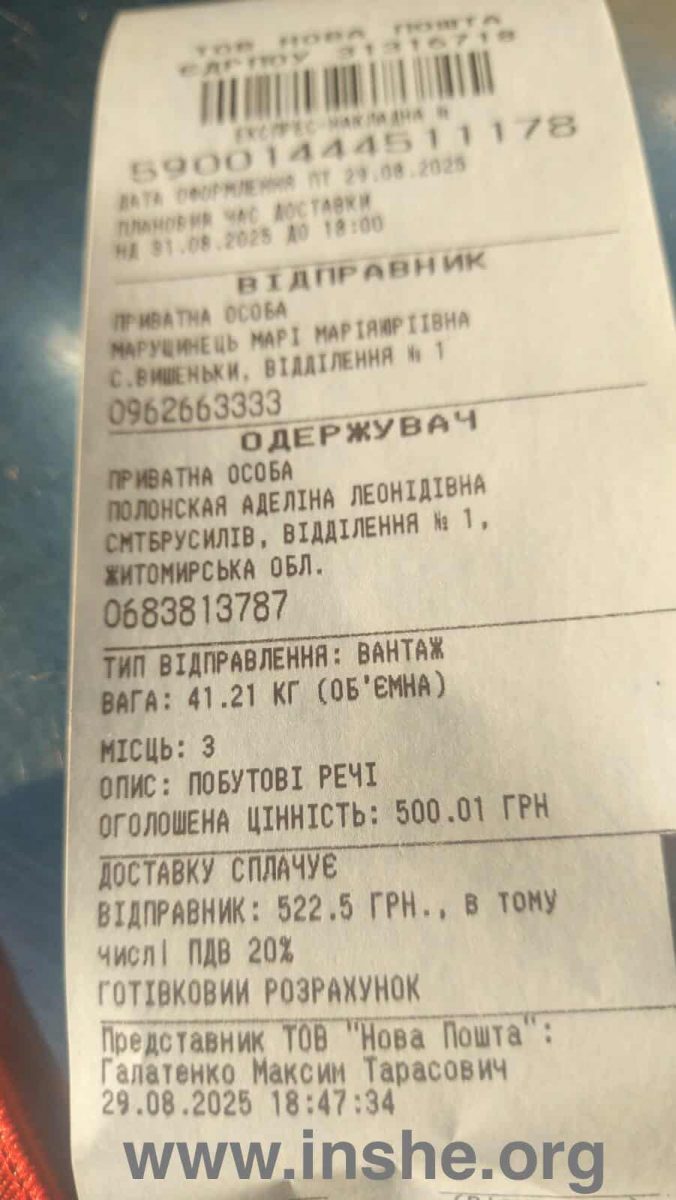 ТОВ НОВА ПОШТА
ЄДРПОУ 31316718
ЕКСПРЕС-НАКЛАДНА №
59001444511178
ДАТА ОФОРМЛЕННЯ ПТ 29.08.2025
ПЛАНОВИЙ ЧАС ДОСТАВКИ
НД 31.08.2025 ДО 18:00
ВІДПРАВНИК
ПРИВАТНА ОСОБА
МАРУЩИНЕЦЬ МАРІ МАРІЯЮРІЇВНА
С.ВИШЕНЬКИ, ВІДДІЛЕННЯ № 1
0962663333
ОДЕРЖУВАЧ
ПРИВАТНА ОСОБА
ПОЛОНСКАЯ АДЕЛІНА ЛЕОНІДІВНА
СМТБРУСИЛІВ, ВІДДІЛЕННЯ № 1,
ЖИТОМИРСЬКА ОБЛ.
0683813787
ТИП ВІДПРАВЛЕННЯ: ВАНТАЖ
ВАГА: 41.21 КГ (ОБ'ЄМНА)
МІСЦЬ: 3
ОПИС: ПОБУТОВІ РЕЧІ
ОГОЛОШЕНА ЦІННІСТЬ: 500.01 ГРН
ДОСТАВКУ СПЛАЧУЄ
ВІДПРАВНИК: 522.5 ГРН., в тому
числі ПДВ 20%
ГОТІВКОВИЙ РОЗРАХУНОК
Представник ТОВ "Нова Пошта":
Галатенко Максим Тарасович
29.08.2025 18:47:34
www.inshe.org